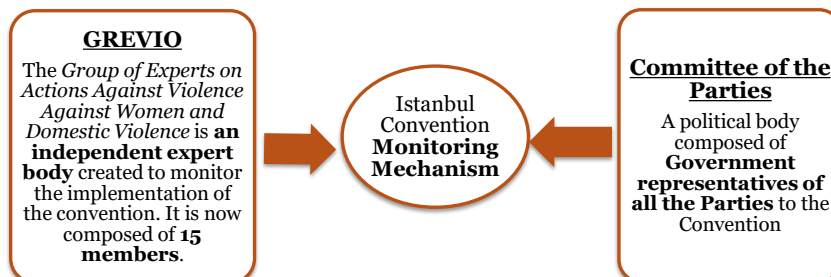 GREVIO
The Group of Experts on
Actions Against Violence
Against Women and
Domestic Violence is an
independent expert
body created to monitor
the implementation of
the convention. It is now
composed of 15
members.
Istanbul
Convention
Monitoring
Mechanism
Committee of the
Parties
A political body
composed of
Government
representatives of
all the Parties to the
Convention